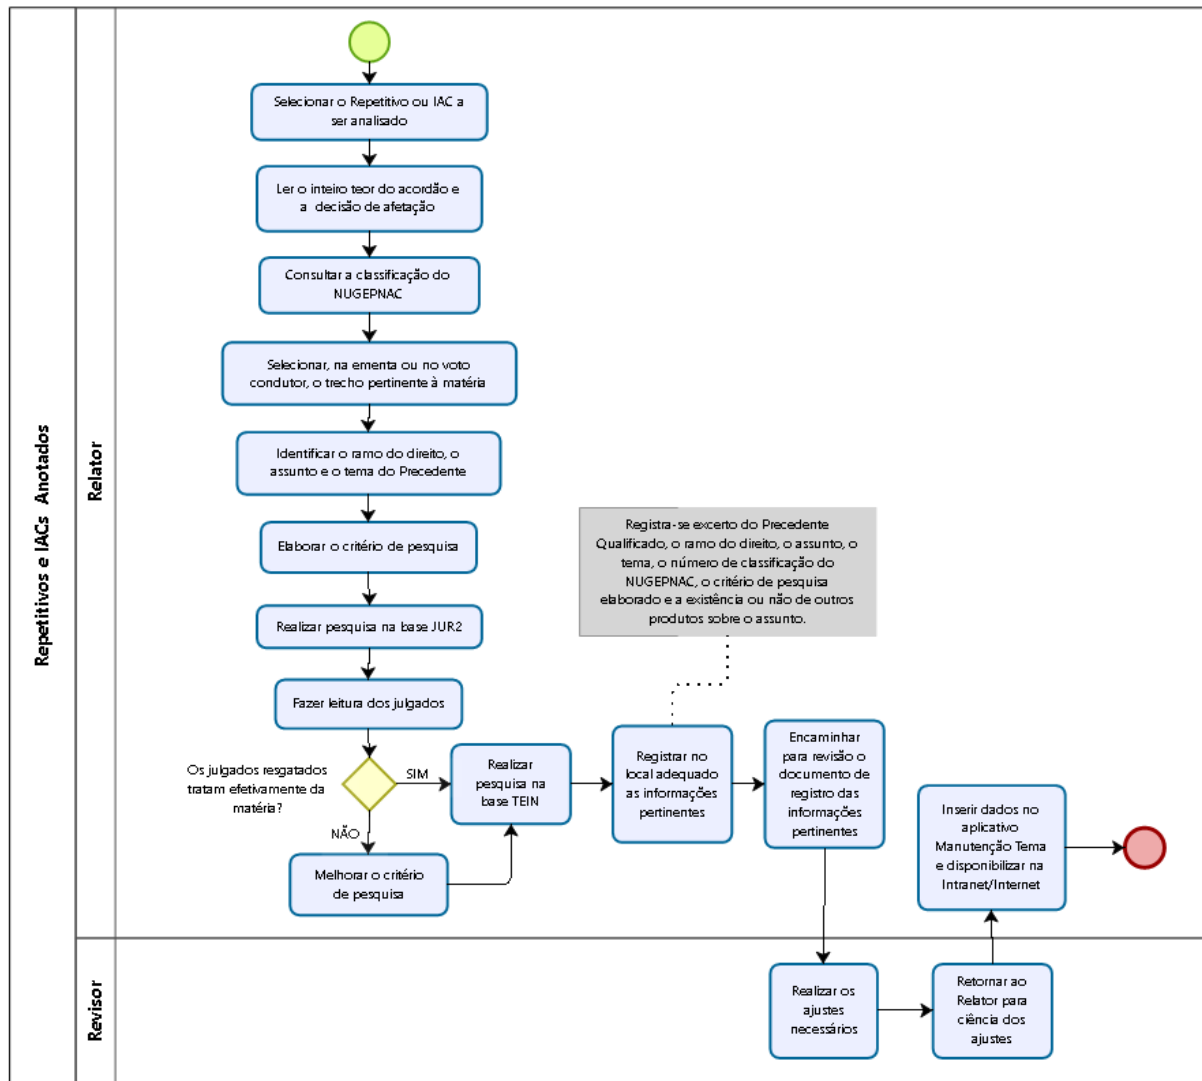 Repetitivos e IACs Anotados
Relator
Selecionar o Repetitivo ou IAC a
ser analisado
Ler o inteiro teor do acordão e
a decisão de afetação
Consultar a classificação do
NUGEPNAC
Selecionar, na ementa ou no voto
condutor, o trecho pertinente à matéria
Identificar o ramo do direito, o
assunto e o tema do Precedente
Elaborar o critério de pesquisa
Realizar pesquisa na base JUR2
Fazer leitura dos julgados
Os julgados resgatados
tratam efetivamente da
matéria?
SIM
NÃO
Melhorar o critério
de pesquisa
Realizar
pesquisa na
base TEIN
Registra-se excerto do Precedente
Qualificado, o ramo do direito, o assunto, o
tema, o número de classificação do
NUGEPNAC, o critério de pesquisa
elaborado e a existência ou não de outros
produtos sobre o assunto.
Registrar no
local adequado
as informações
pertinentes
Encaminhar
para revisão o
documento de
registro das
informações
pertinentes
Inserir dados no
aplicativo
Manutenção Tema
e disponibilizar na
Intranet/Internet
Revisor
Realizar os
ajustes
necessários
Retornar ao
Relator para
ciência dos
ajustes